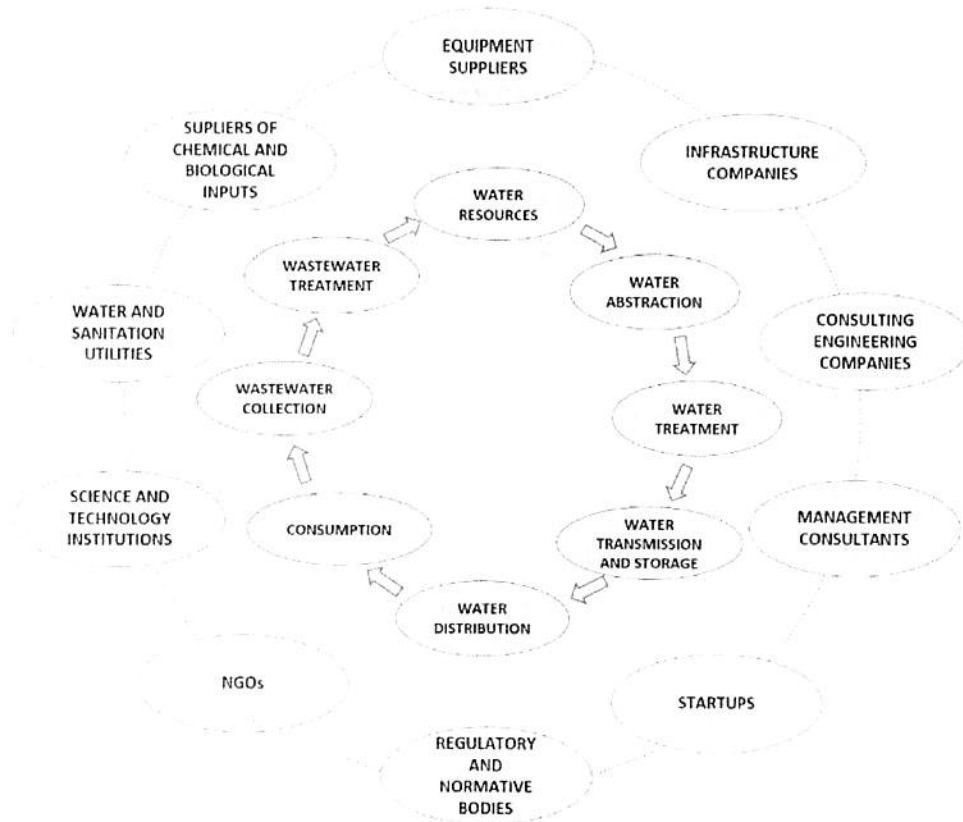 EQUIPMENT
SUPPLIERS
INFRASTRUCTURE
COMPANIES
CONSULTING
ENGINEERING
COMPANIES
MANAGEMENT
CONSULTANTS
STARTUPS
REGULATORY
AND
NORMATIVE
BODIES
NGOs
SCIENCE AND
TECHNOLOGY
INSTITUTIONS
WATER AND
SANITATION
UTILITIES
SUPLIERS OF
CHEMICAL AND
BIOLOGICAL
INPUTS
WATER
RESOURCES
WATER
ABSTRACTION
WATER
TREATMENT
WATER
TRANSMISSION
AND STORAGE
WATER
DISTRIBUTION
CONSUMPTION
WASTEWATER
COLLECTION
WASTEWATER
TREATMENT